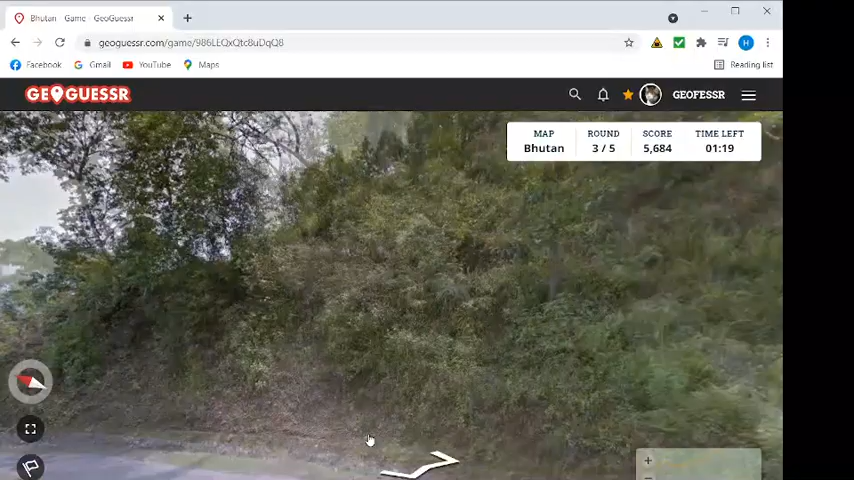 Bhutan - Game - GeoGuessr
geoguessr.com/game/986LEQxQtc8uDqQ8
Facebook Gmail YouTube Maps Reading list
GEOGUESSR GEOFESSR
MAP ROUND SCORE TIME LEFT
Bhutan 3 / 5 5,684 01:19